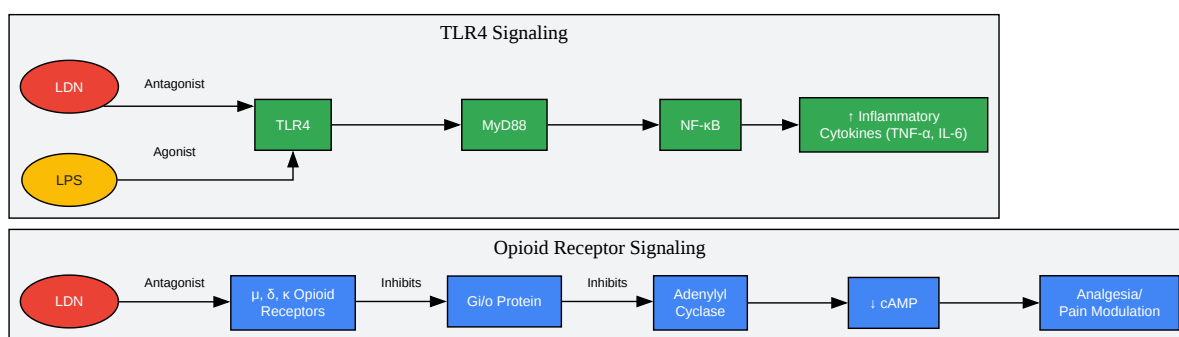 TLR4 Signaling
LDN
Antagonist
TLR4
MyD88
NF-κB
↑ Inflammatory
Cytokines (TNF-α, IL-6)
Agonist
LPS
Opioid Receptor Signaling
LDN
Antagonist
μ, δ, κ Opioid
Receptors
Inhibits
Gi/o Protein
Inhibits
Adenylyl
Cyclase
↓ cAMP
Analgesia/
Pain Modulation